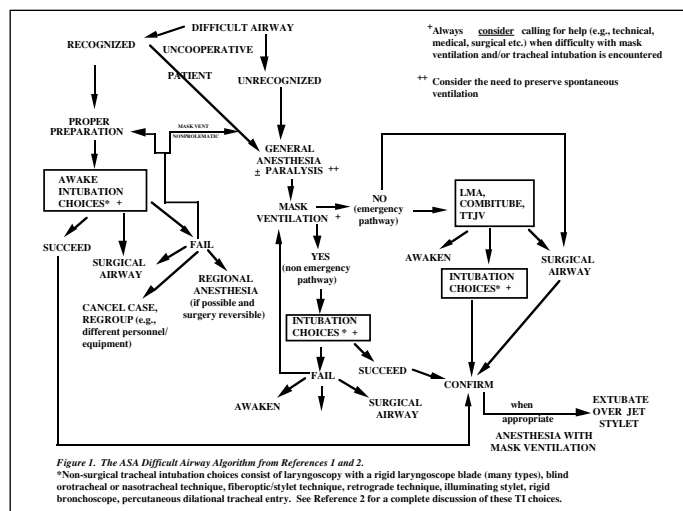 DIFFICULT AIRWAY
RECOGNIZED
UNCOOPERATIVE
PATIENT
UNRECOGNIZED
+Always consider calling for help (e.g., technical,
medical, surgical etc.) when difficulty with mask
ventilation and/or tracheal intubation is encountered
++ Consider the need to preserve spontaneous
ventilation
PROPER
PREPARATION
MASK VENT
NONPROLEMATIC
GENERAL
ANESTHESIA
± PARALYSIS ++
AWAKE
INTUBATION
CHOICES* +
MASK
VENTILATION +
NO
(emergency
pathway)
LMA,
COMBITUBE,
TTJV
SUCCEED
SURGICAL
AIRWAY
FAIL
YES
(non emergency
pathway)
AWAKEN
SURGICAL
AIRWAY
INTUBATION
CHOICES* +
REGIONAL
ANESTHESIA
(if possible and
surgery reversible)
CANCEL CASE,
REGROUP (e.g.,
different personnel/
equipment)
INTUBATION
CHOICES * +
FAIL
SUCCEED
CONFIRM
AWAKEN
SURGICAL
AIRWAY
when
appropriate
EXTUBATE
OVER JET
STYLET
ANESTHESIA WITH
MASK VENTILATION
Figure 1. The ASA Difficult Airway Algorithm from References 1 and 2.
*Non-surgical tracheal intubation choices consist of laryngoscopy with a rigid laryngoscope blade (many types), blind
orotracheal or nasotracheal technique, fiberoptic/stylet technique, retrograde technique, illuminating stylet, rigid
bronchoscope, percutaneous dilational tracheal entry. See Reference 2 for a complete discussion of these TI choices.